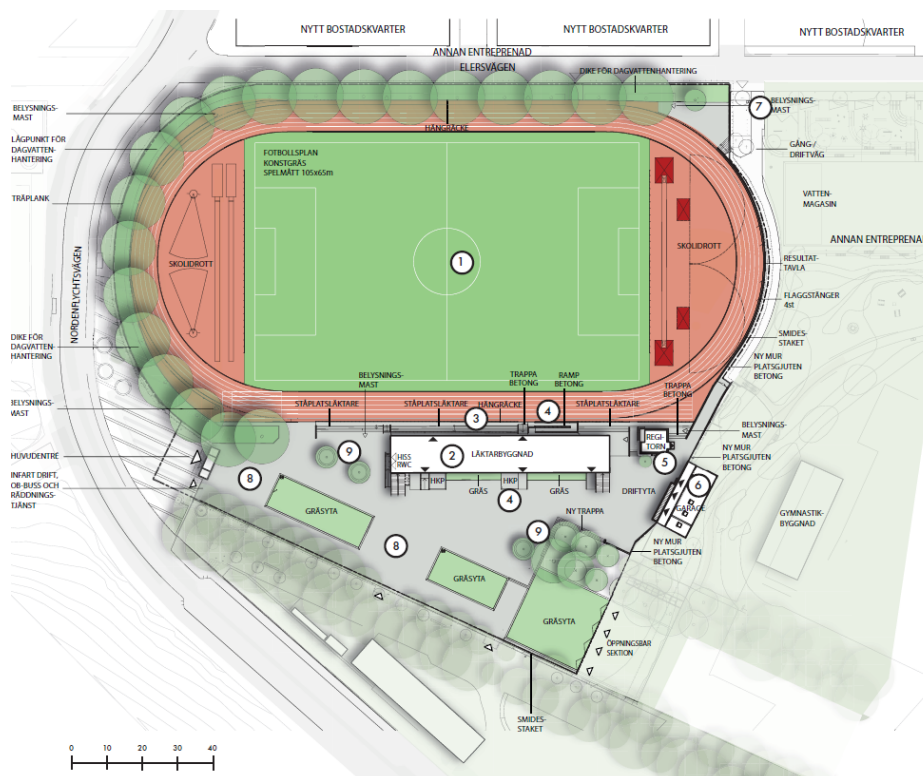 NYTT BOSTADSKVARTER
NYTT BOSTADSKVARTER
NYTT BOSTADSKVARTER
ANNAN ENTREPRENAD
ELERSVÄGEN
DIKE FÖR DAGVATTENHANTERING
BELYSNINGS-
MAST
7
BELYSNINGS-
MAST
LÅGPUNKT FÖR
DAGVATTEN-
HANTERING
HÄNGRÄCKE
GÅNG-/
DRIFTVÄG
FOTBOLLSPLAN
KONSTGRÄS
SPELMÅTT 105x65m
TRÄPLANK
VATTEN-
MAGASIN
NORDENFLYCHTSVÄGEN
ANNAN ENTREPRENAD
SKOLIDROTT
1
SKOLIDROTT
RESULTAT-
TAVLA
FLAGGSTÄNGER
4st
DIKE FÖR
DAGVATTEN-
HANTERING
SMIDES-
STAKET
NY MUR
PLATSGJUTEN
BETONG
BELYSNINGS-
MAST
TRAPPA
BETONG
RAMP
BETONG
TRAPPA
BETONG
BELYSNINGS-
MAST
STÅPLATSLÄKTARE
STÅPLATSLÄKTARE
HÄNGRÄCKE
STÅPLATSLÄKTARE
3
4
BELYSNINGS-
MAST
HUVUDENTRE
9
2
LÄKTARBYGGNAD
REGI-
TORN
NY MUR
PLATSGJUTEN
BETONG
HISS
RWC
5
INFART DRIFT,
OB-BUSS OCH
RÄDDNINGS-
TJÄNST
8
HKP
GRÄS
HKP
GRÄS
DRIFTYTA
6
GARAGE
4
GRÄSYTA
NY TRAPPA
GYMNASTIK-
BYGGNAD
9
8
NY MUR
PLATSGJUTEN
BETONG
GRÄSYTA
GRÄSYTA
ÖPPNINGSBAR
SEKTION
SMIDES-
STAKET
0
10
20
30
40